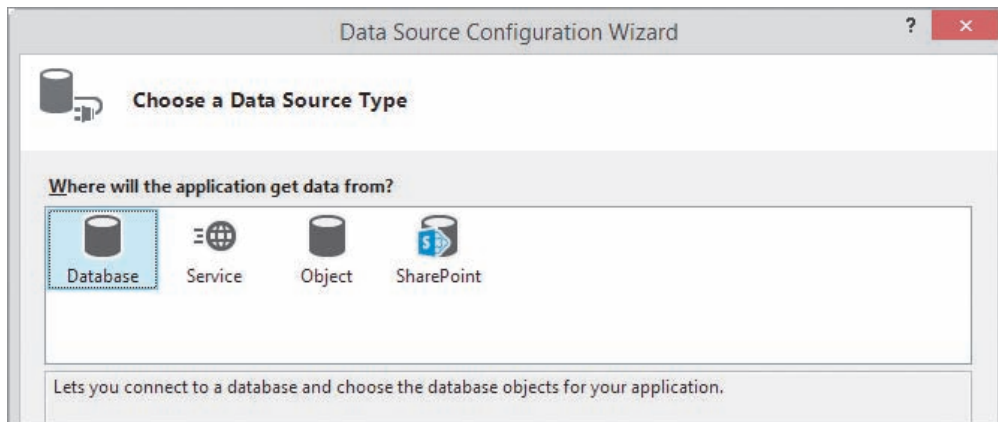 Data Source Configuration Wizard ?
Choose a Data Source Type
Where will the application get data from?
Database Service Object SharePoint
Lets you connect to a database and choose the database objects for your application.